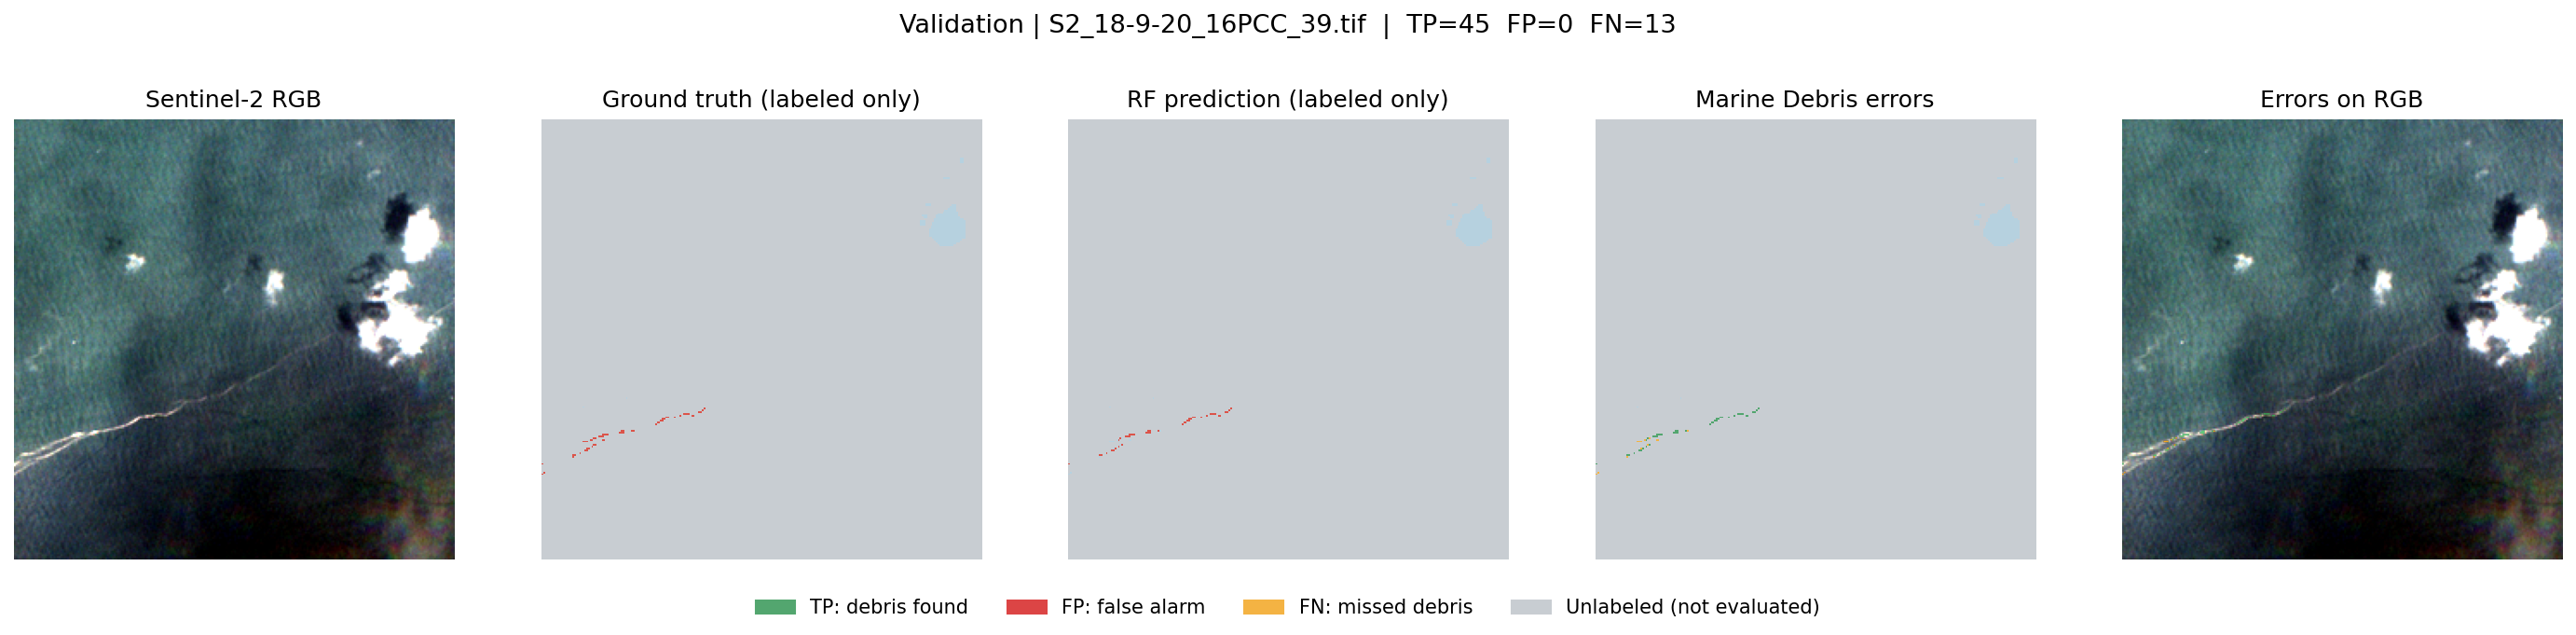 Validation | S2_18-9-20_16PCC_39.tif | TP=45 FP=0 FN=13
Sentinel-2 RGB
Ground truth (labeled only)
RF prediction (labeled only)
Marine Debris errors
Errors on RGB
TP: debris found
FP: false alarm
FN: missed debris
Unlabeled (not evaluated)